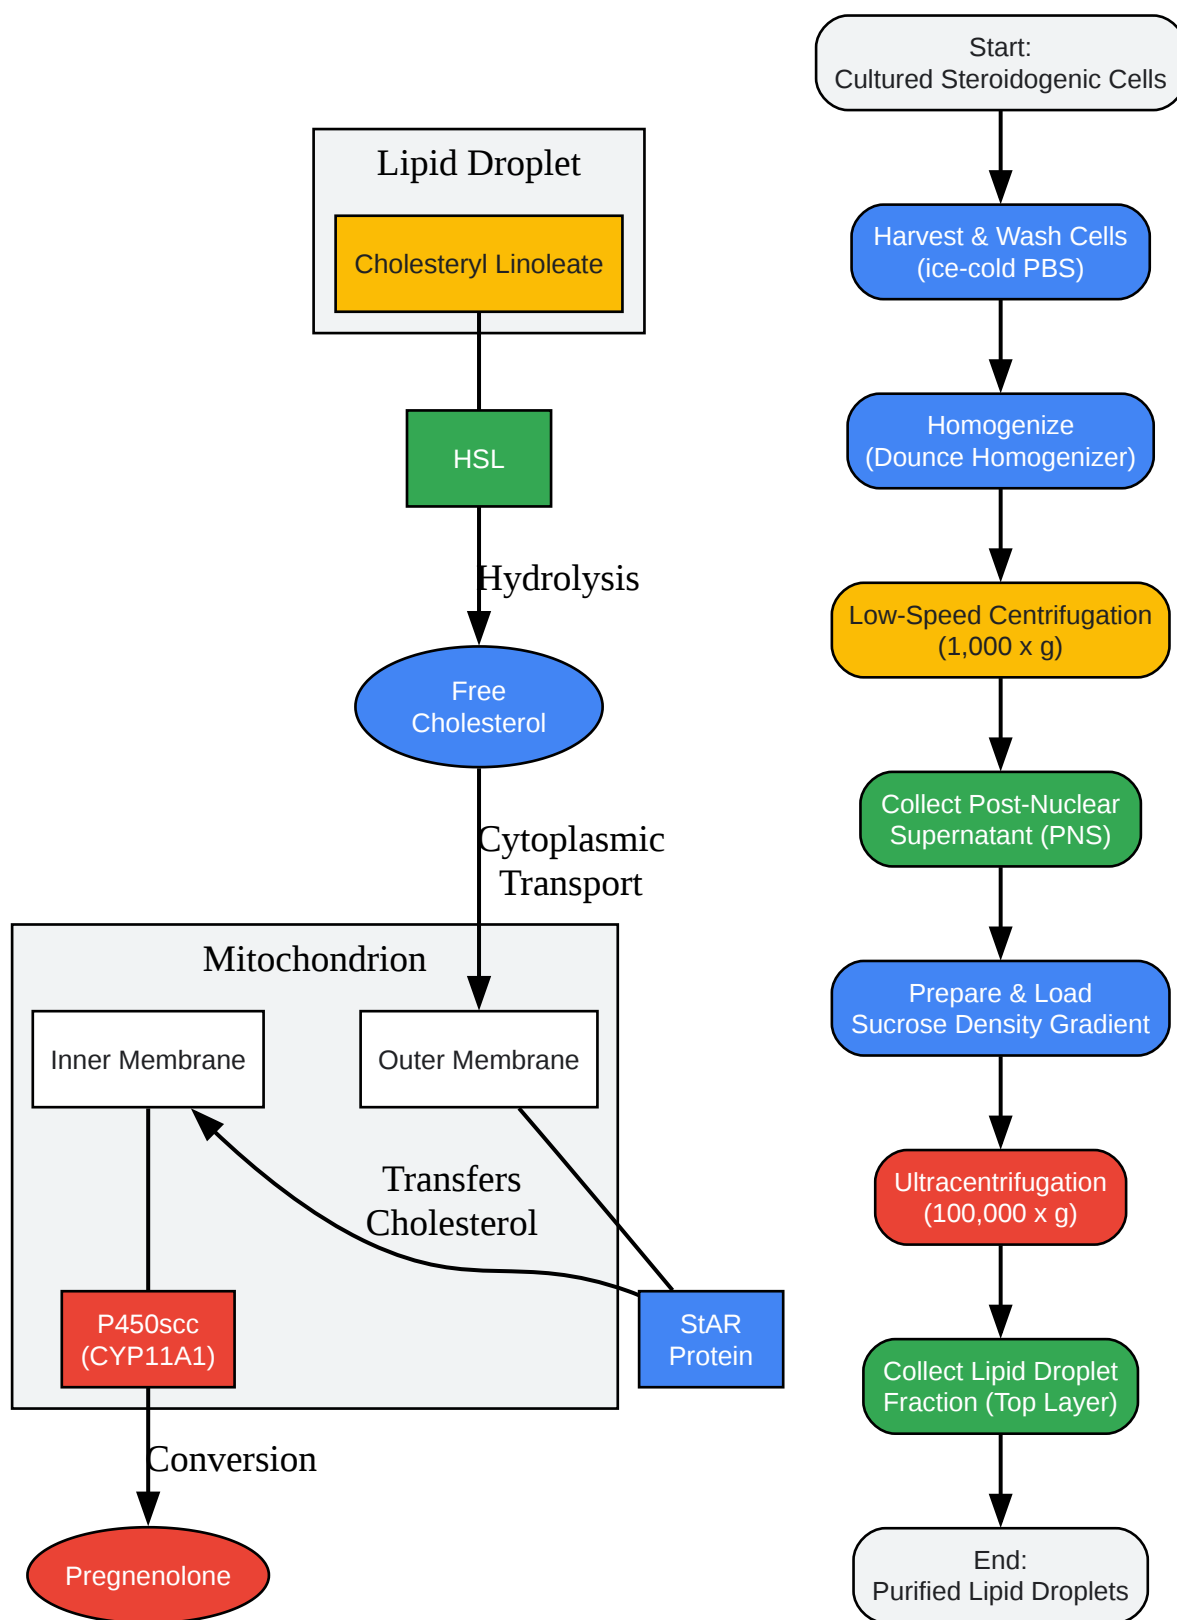 Lipid Droplet
Cholesteryl Linoleate
HSL
Hydrolysis
Free
Cholesterol
Cytoplasmic
Transport
Mitochondrion
Inner Membrane
Outer Membrane
Transfers
Cholesterol
P450scc
(CYP11A1)
StAR
Protein
Conversion
Pregnenolone
Start:
Cultured Steroidogenic Cells
Harvest & Wash Cells
(ice-cold PBS)
Homogenize
(Dounce Homogenizer)
Low-Speed Centrifugation
(1,000 x g)
Collect Post-Nuclear
Supernatant (PNS)
Prepare & Load
Sucrose Density Gradient
Ultracentrifugation
(100,000 x g)
Collect Lipid Droplet
Fraction (Top Layer)
End:
Purified Lipid Droplets